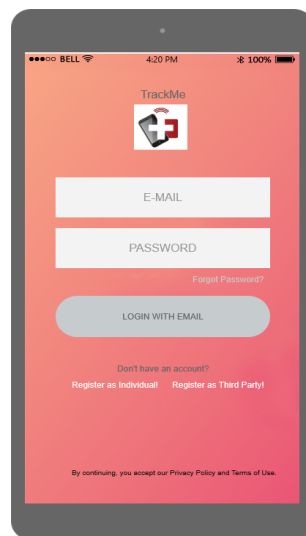 BELL 4:20 PM 100%
TrackMe
E-MAIL
PASSWORD
Forgot Password?
LOGIN WITH EMAIL
Don't have an account?
Register as Individual! Register as Third Party!
By continuing, you accept our Privacy Policy and Terms of Use.